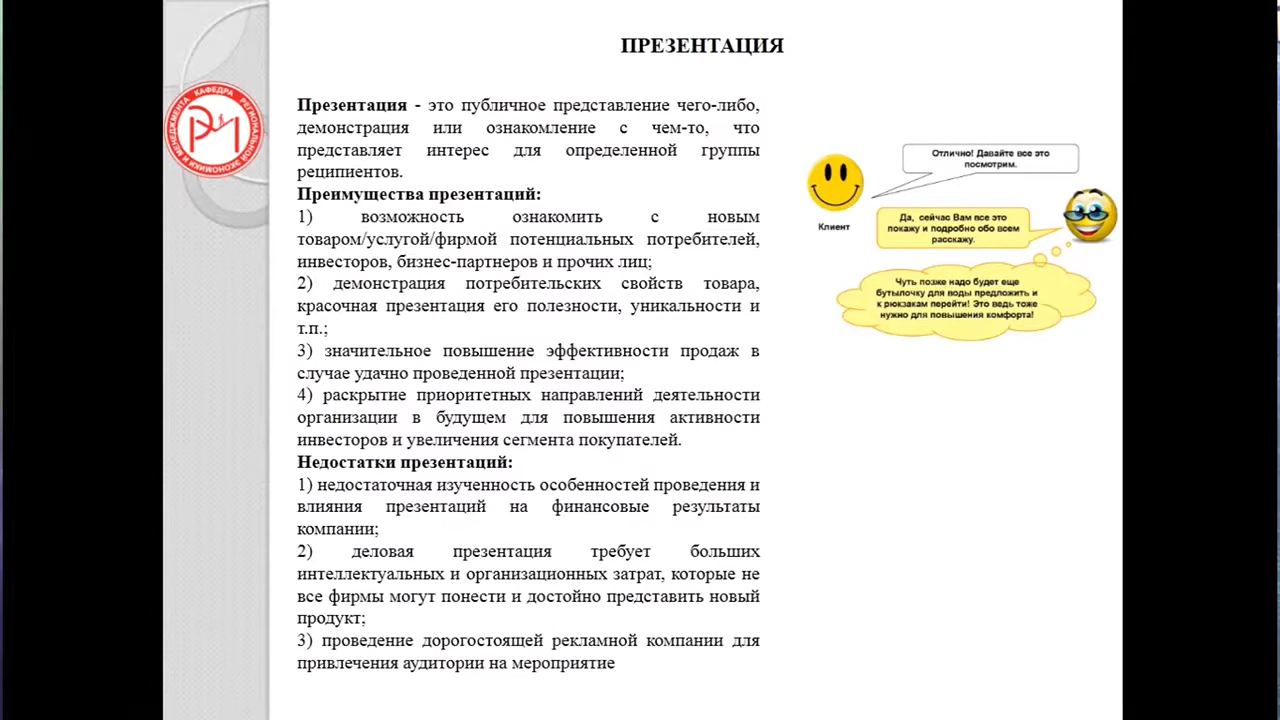 ПРЕЗЕНТАЦИЯ
КАФЕДРА РЕГИОНАЛЬНОЙ ЭКОНОМИКИ И МЕНЕДЖМЕНТА
Презентация - это публичное представление чего-либо,
демонстрация или ознакомление с чем-то, что
представляет интерес для определенной группы
реципиентов.
Преимущества презентаций:
1) возможность ознакомить с новым
товаром/услугой/фирмой потенциальных потребителей,
инвесторов, бизнес-партнеров и прочих лиц;
2) демонстрация потребительских свойств товара,
красочная презентация его полезности, уникальности и
т.п.;
3) значительное повышение эффективности продаж в
случае удачно проведенной презентации;
4) раскрытие приоритетных направлений деятельности
организации в будущем для повышения активности
инвесторов и увеличения сегмента покупателей.
Недостатки презентаций:
1) недостаточная изученность особенностей проведения и
влияния презентаций на финансовые результаты
компании;
2) деловая презентация требует больших
интеллектуальных и организационных затрат, которые не
все фирмы могут понести и достойно представить новый
продукт;
3) проведение дорогостоящей рекламной компании для
привлечения аудитории на мероприятие
Отлично! Давайте все это
посмотрим.
Клиент
Да, сейчас Вам все это
покажу и подробно обо всем
расскажу.
Чуть позже надо будет еще
бутылочку для воды предложить и
к рюкзакам перейти! Это ведь тоже
нужно для повышения комфорта!